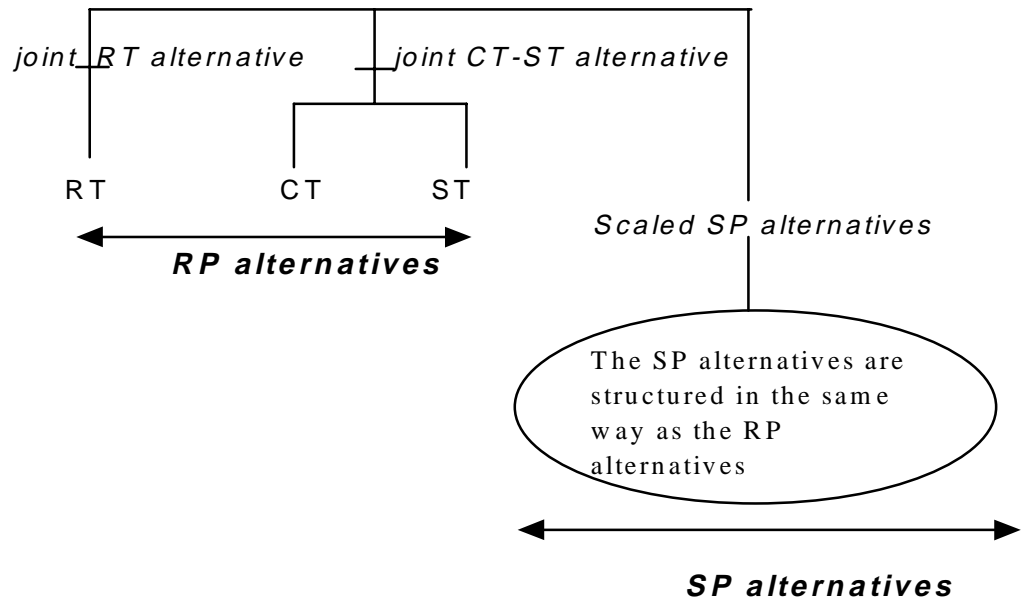 joint RT alternative
joint CT-ST alternative
RT
CT
ST
RP alternatives
Scaled SP alternatives
The SP alternatives are
structured in the same
way as the RP
alternatives
SP alternatives